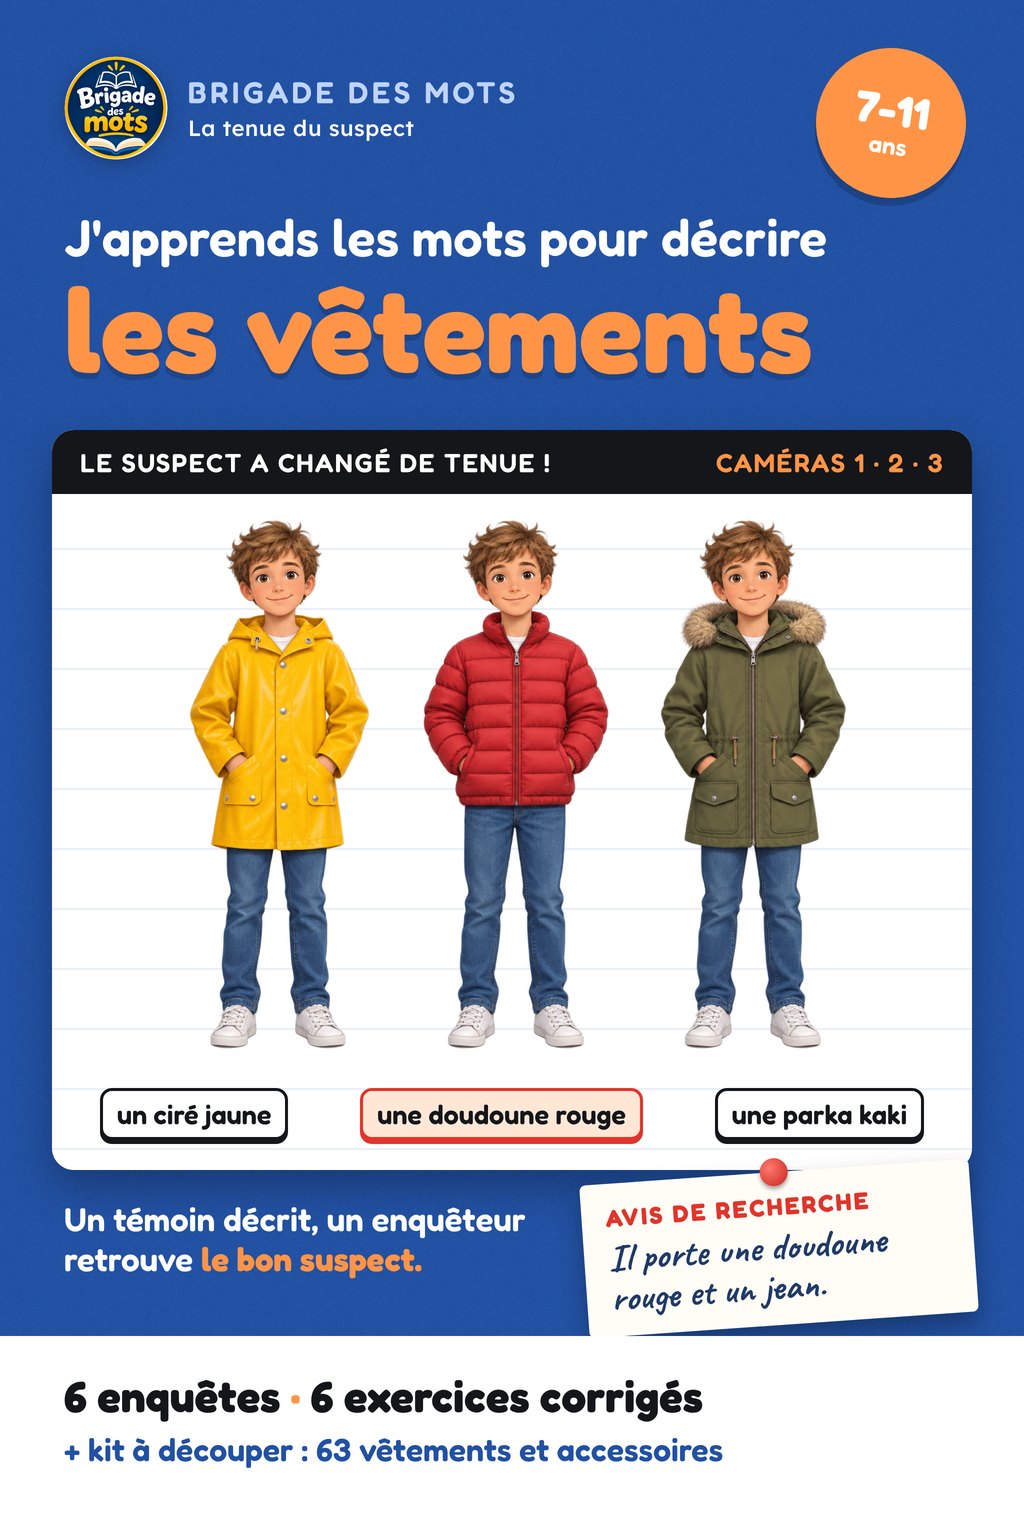 Brigade
des
mots
BRIGADE DES MOTS
La tenue du suspect
7-11
ans
J'apprends les mots pour décrire
les vêtements
LE SUSPECT A CHANGÉ DE TENUE !
CAMÉRAS 1 · 2 · 3
un ciré jaune
une doudoune rouge
une parka kaki
Un témoin décrit, un enquêteur
retrouve le bon suspect.
AVIS DE RECHERCHE
Il porte une doudoune
rouge et un jean.
6 enquêtes · 6 exercices corrigés
+ kit à découper : 63 vêtements et accessoires